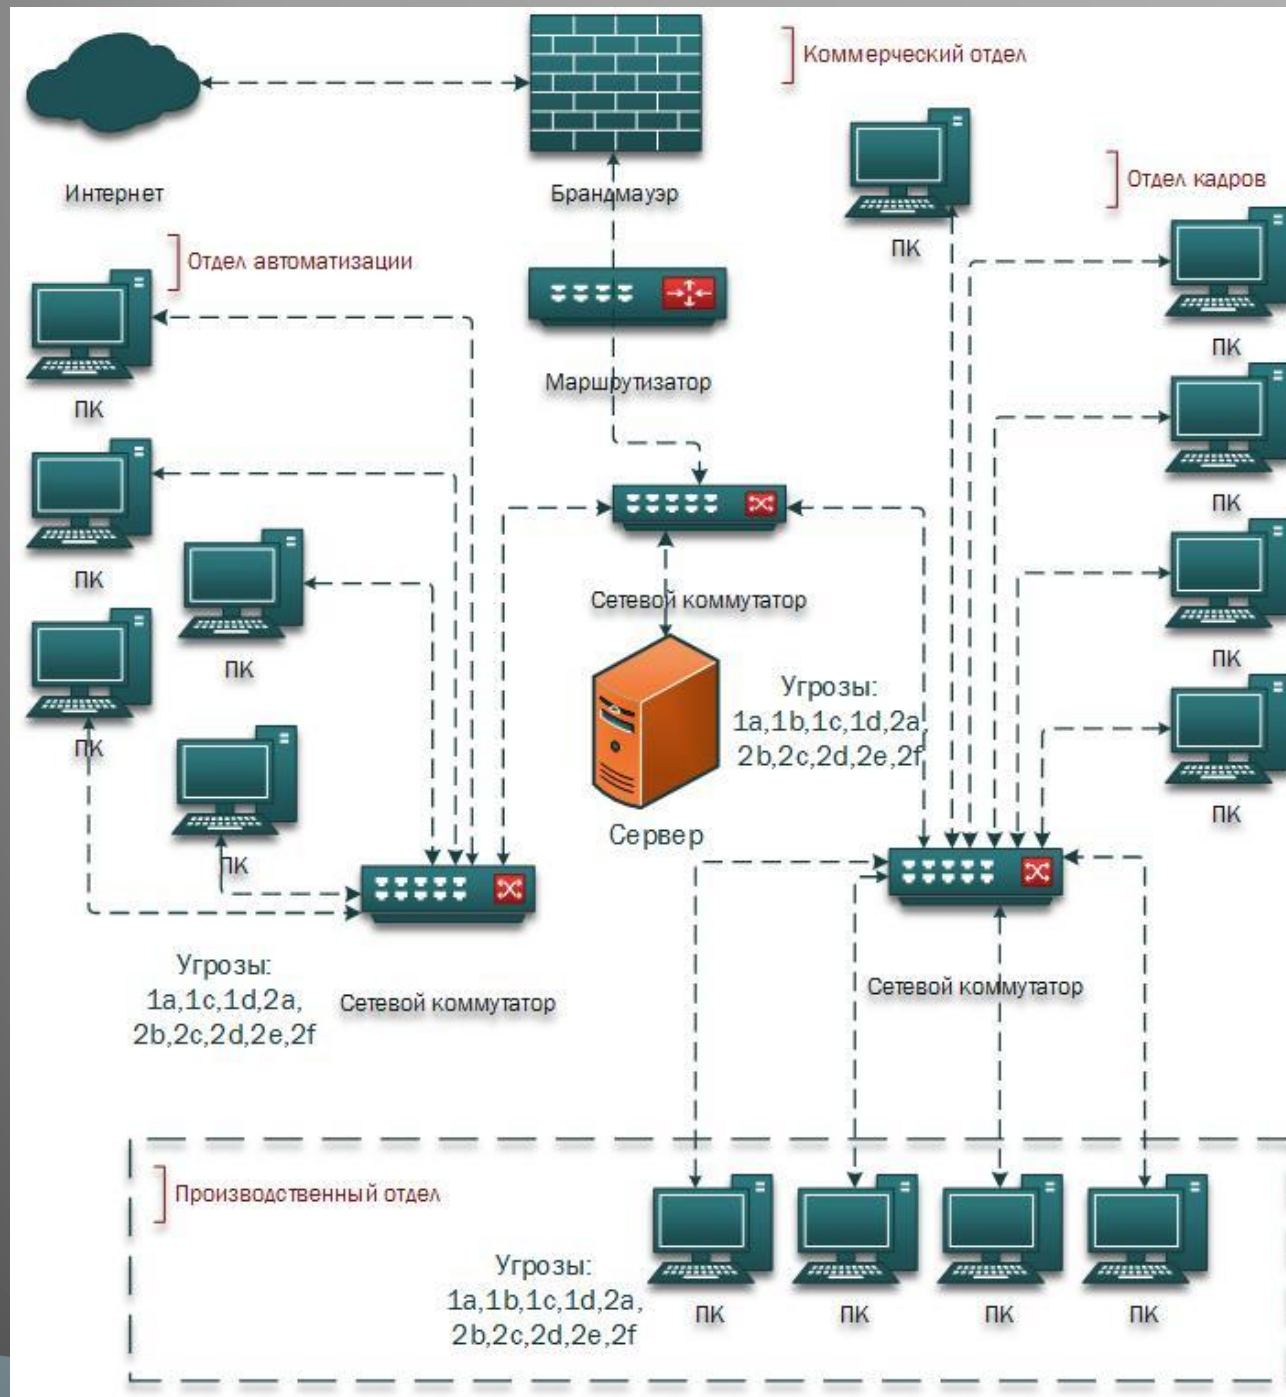 Коммерческий отдел
Интернет
Брандмауэр
Отдел кадров
ПК
Отдел автоматизации
ПК
Маршрутизатор
ПК
ПК
ПК
ПК
Сетевой коммутатор
ПК
ПК
Угрозы:
1a,1b,1c,1d,2a,
2b,2c,2d,2e,2f
ПК
ПК
Сервер
ПК
Угрозы:
1a,1c,1d,2a,
2b,2c,2d,2e,2f
Сетевой коммутатор
Сетевой коммутатор
Производственный отдел
Угрозы:
1a,1b,1c,1d,2a,
2b,2c,2d,2e,2f
ПК
ПК
ПК
ПК